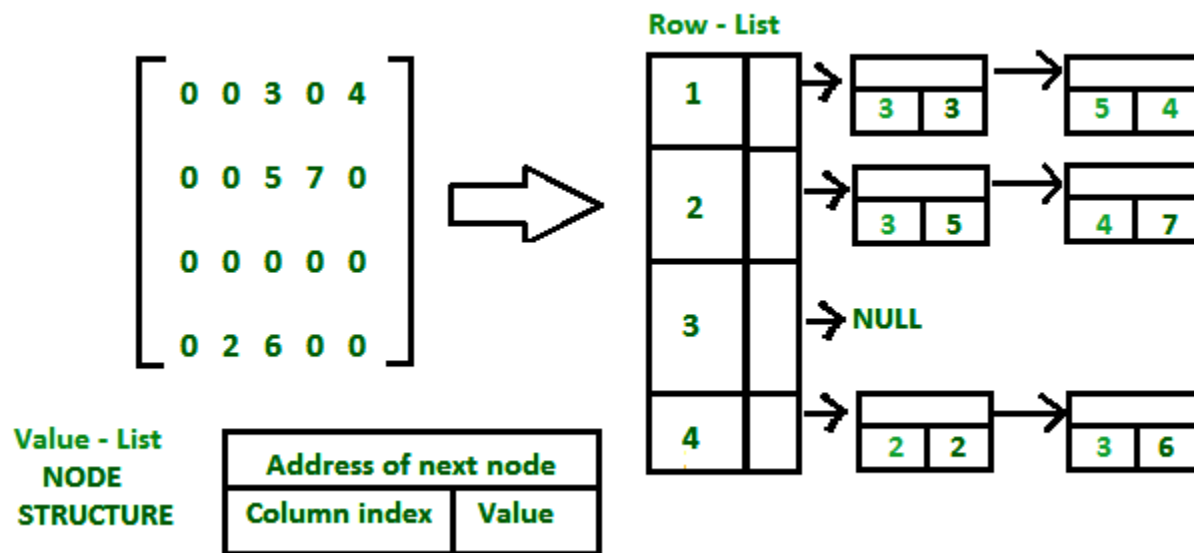 Row - List
0 0 3 0 4
0 0 5 7 0
0 0 0 0 0
0 2 6 0 0
1
3 3
5 4
2
3 5
4 7
3
NULL
4
2 2
3 6
Value - List
NODE
STRUCTURE
Address of next node
Column index Value